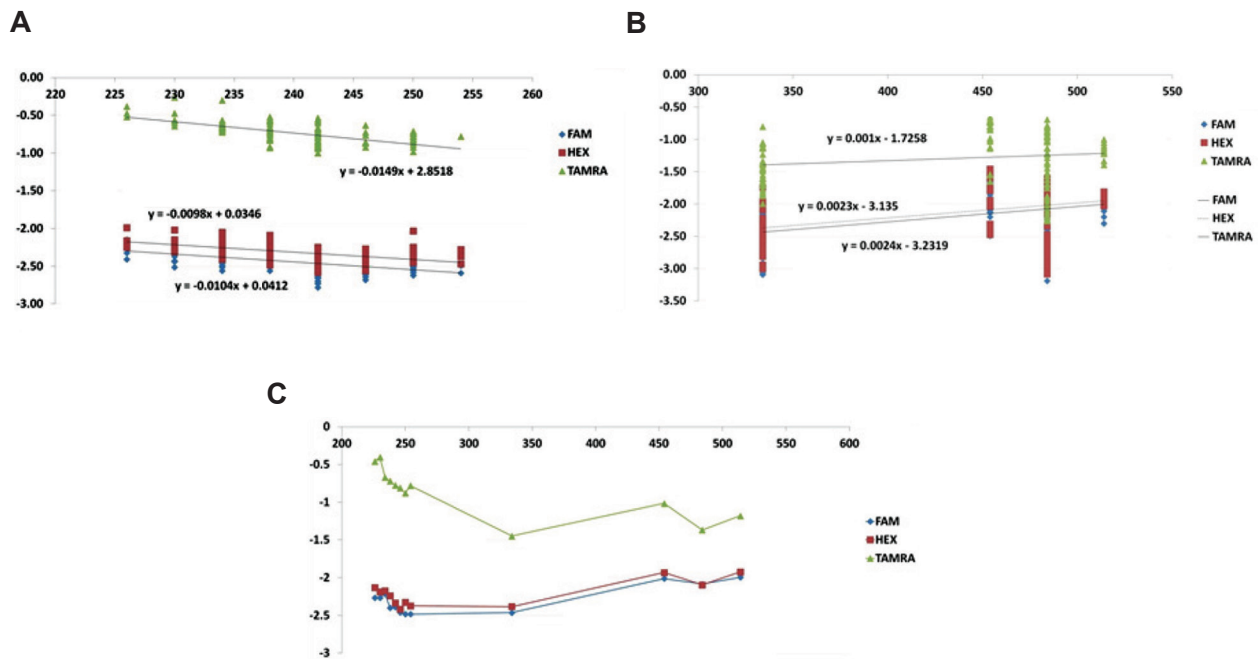 A
0.00
220 225 230 235 240 245 250 255 260
-0.50
-1.00
-1.50
-2.00
-2.50
-3.00
y = -0.0149x + 2.8518
y = -0.0098x + 0.0346
y = -0.0104x + 0.0412
FAM
HEX
TAMRA
B
0.00
300 350 400 450 500 550
-0.50
-1.00
-1.50
-2.00
-2.50
-3.00
-3.50
y = 0.001x - 1.7258
y = 0.0023x - 3.135
y = 0.0024x - 3.2319
FAM
HEX
TAMRA
FAM
HEX
TAMRA
C
0
200 250 300 350 400 450 500 550 600
-0.5
-1
-1.5
-2
-2.5
-3
FAM
HEX
TAMRA